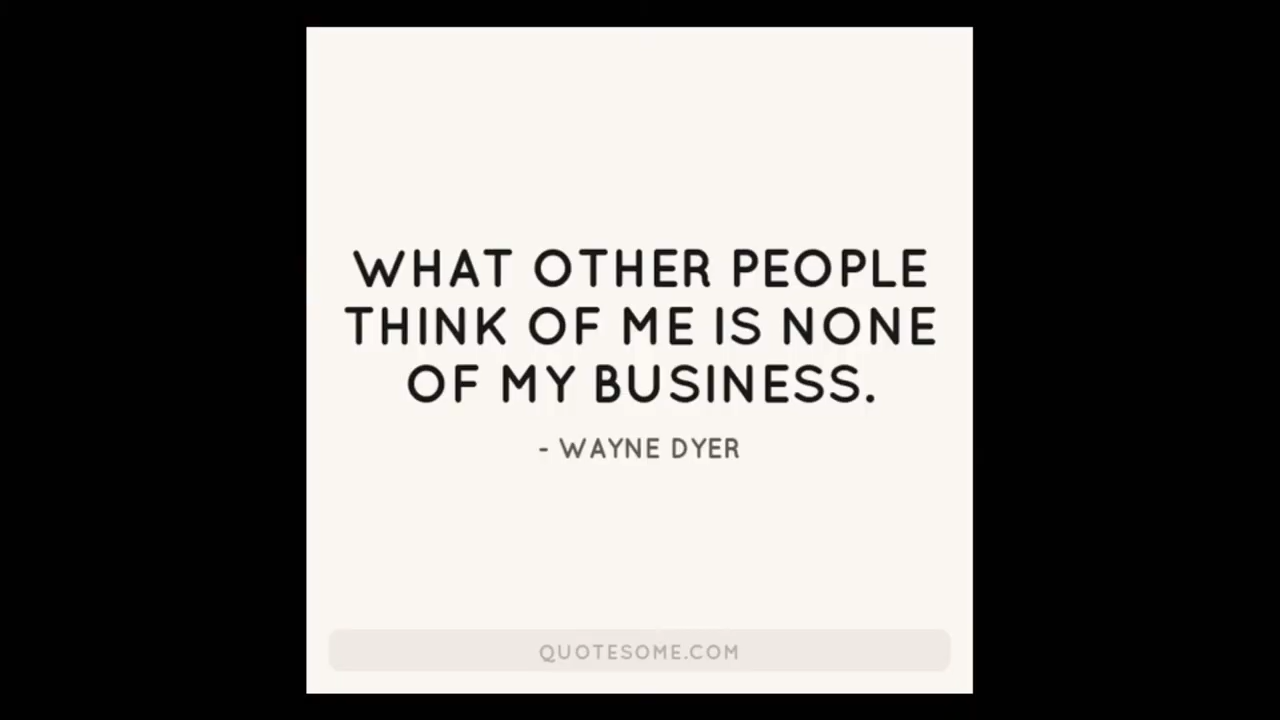 WHAT OTHER PEOPLE
THINK OF ME IS NONE
OF MY BUSINESS.
- WAYNE DYER
QUOTESOME.COM